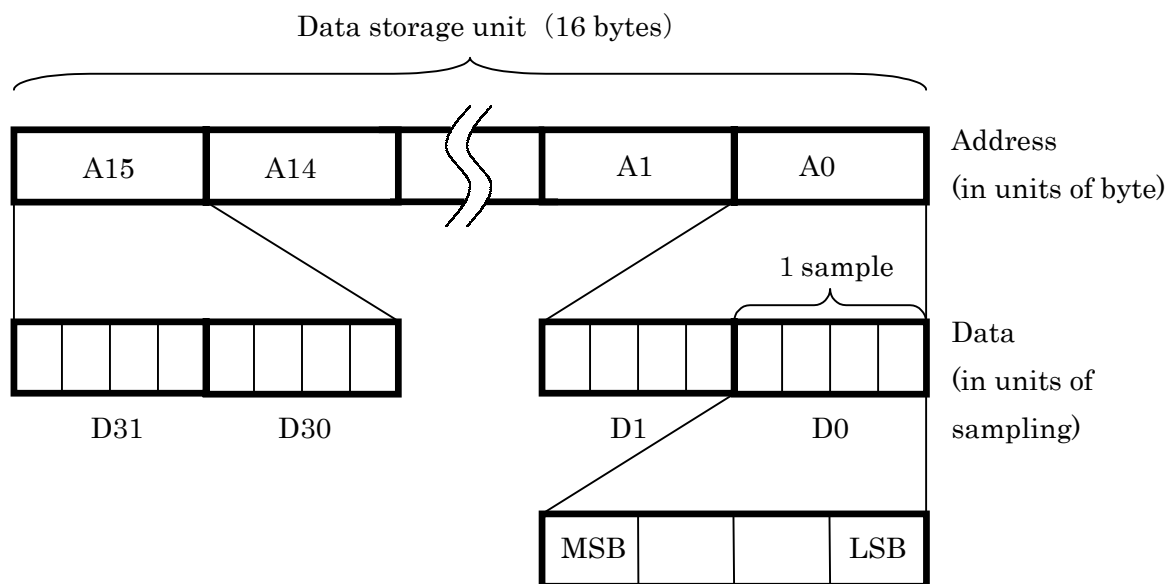 Data storage unit（16 bytes）
A15
A14
A1
A0
Address
(in units of byte)
1 sample
Data
(in units of
sampling)
D31
D30
D1
D0
MSB
LSB